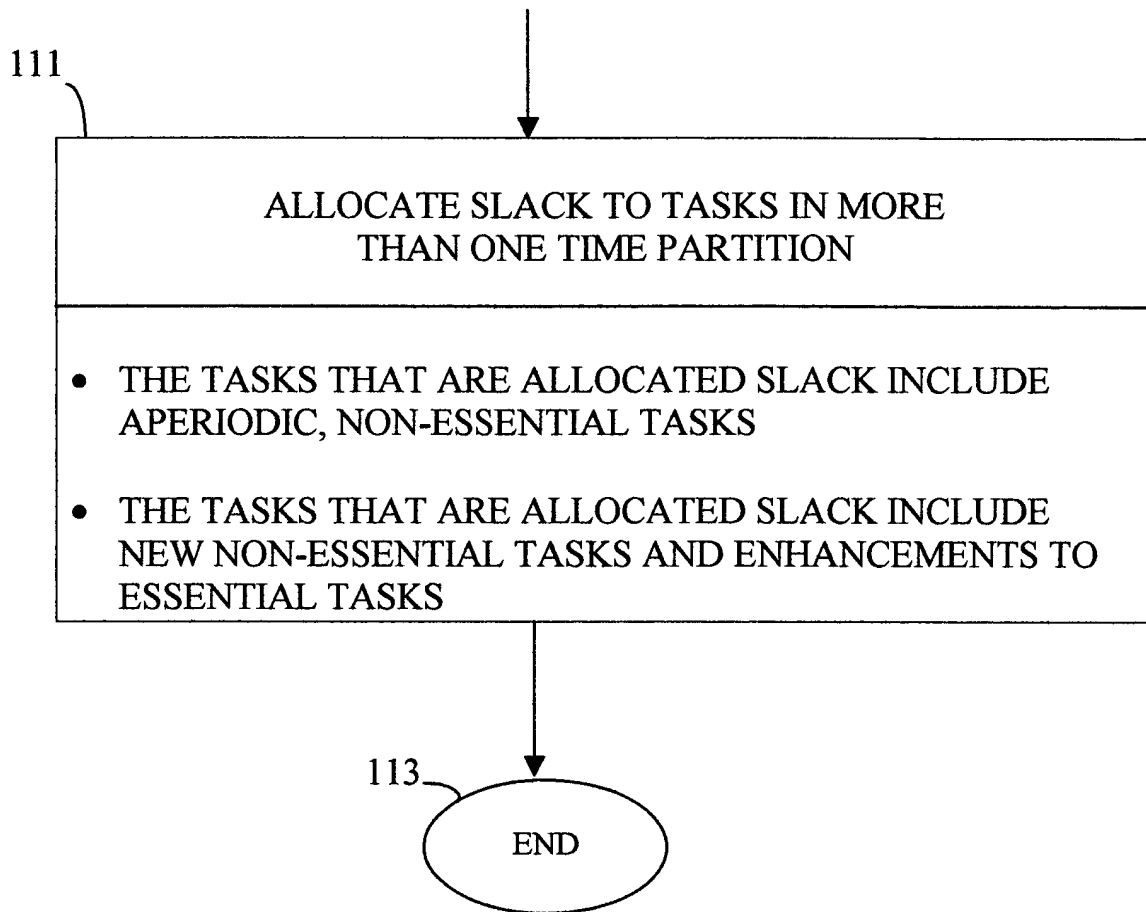 111
ALLOCATE SLACK TO TASKS IN MORE
THAN ONE TIME PARTITION
• THE TASKS THAT ARE ALLOCATED SLACK INCLUDE
APERIODIC, NON-ESSENTIAL TASKS
• THE TASKS THAT ARE ALLOCATED SLACK INCLUDE
NEW NON-ESSENTIAL TASKS AND ENHANCEMENTS TO
ESSENTIAL TASKS
113
END